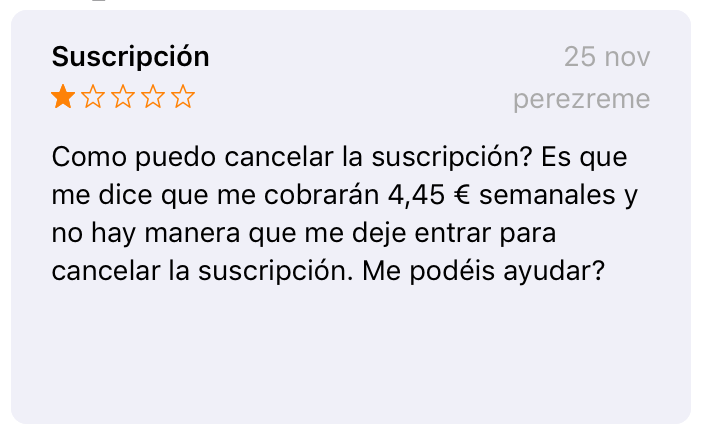 Suscripción
25 nov
perezreme
Como puedo cancelar la suscripción? Es que
me dice que me cobrarán 4,45 € semanales y
no hay manera que me deje entrar para
cancelar la suscripción. Me podéis ayudar?